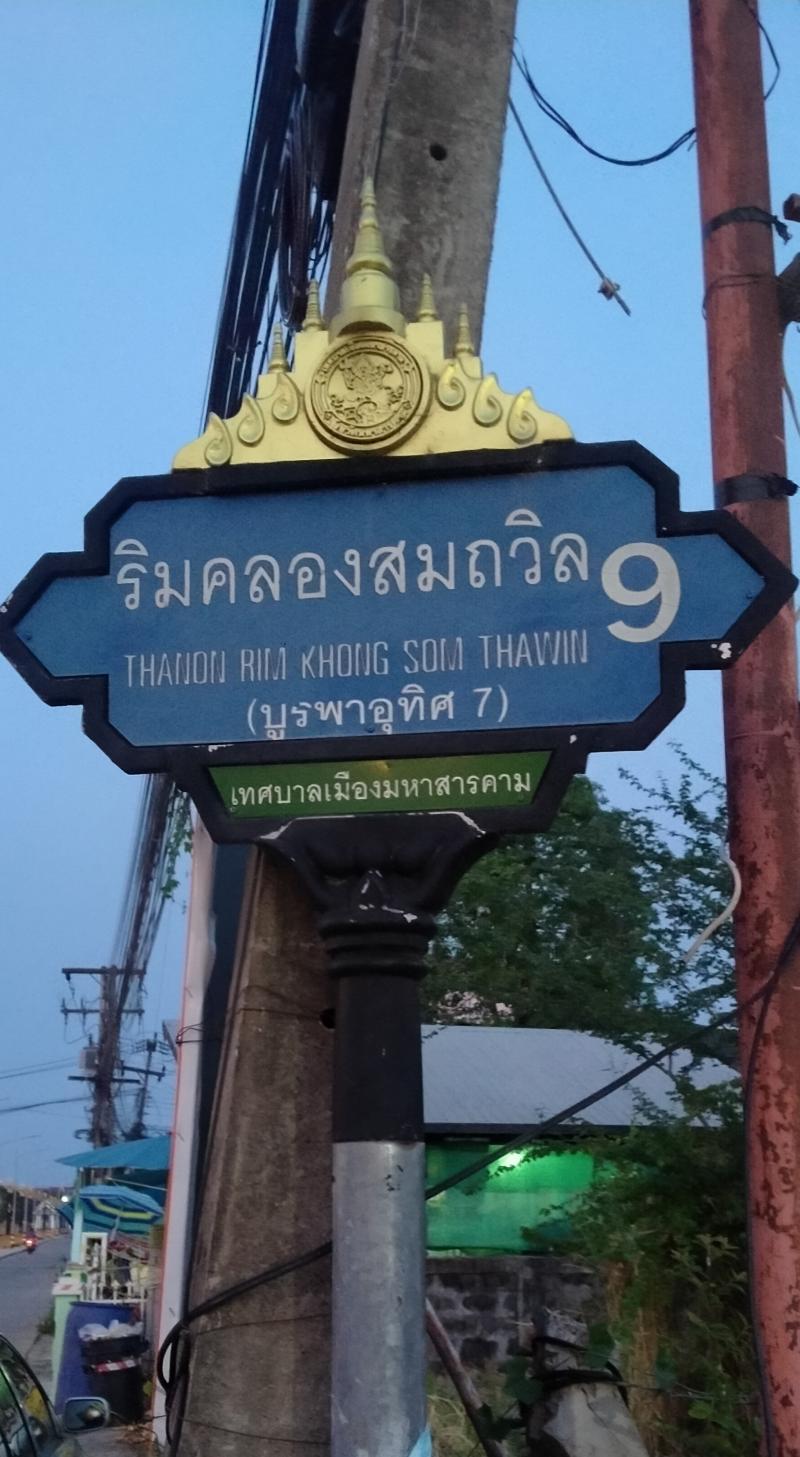 ริมคลองสมถวิล 9
THANON RIM KHONG SOM THAWIN
(บูรพาอุทิศ 7)
เทศบาลเมืองมหาสารคาม